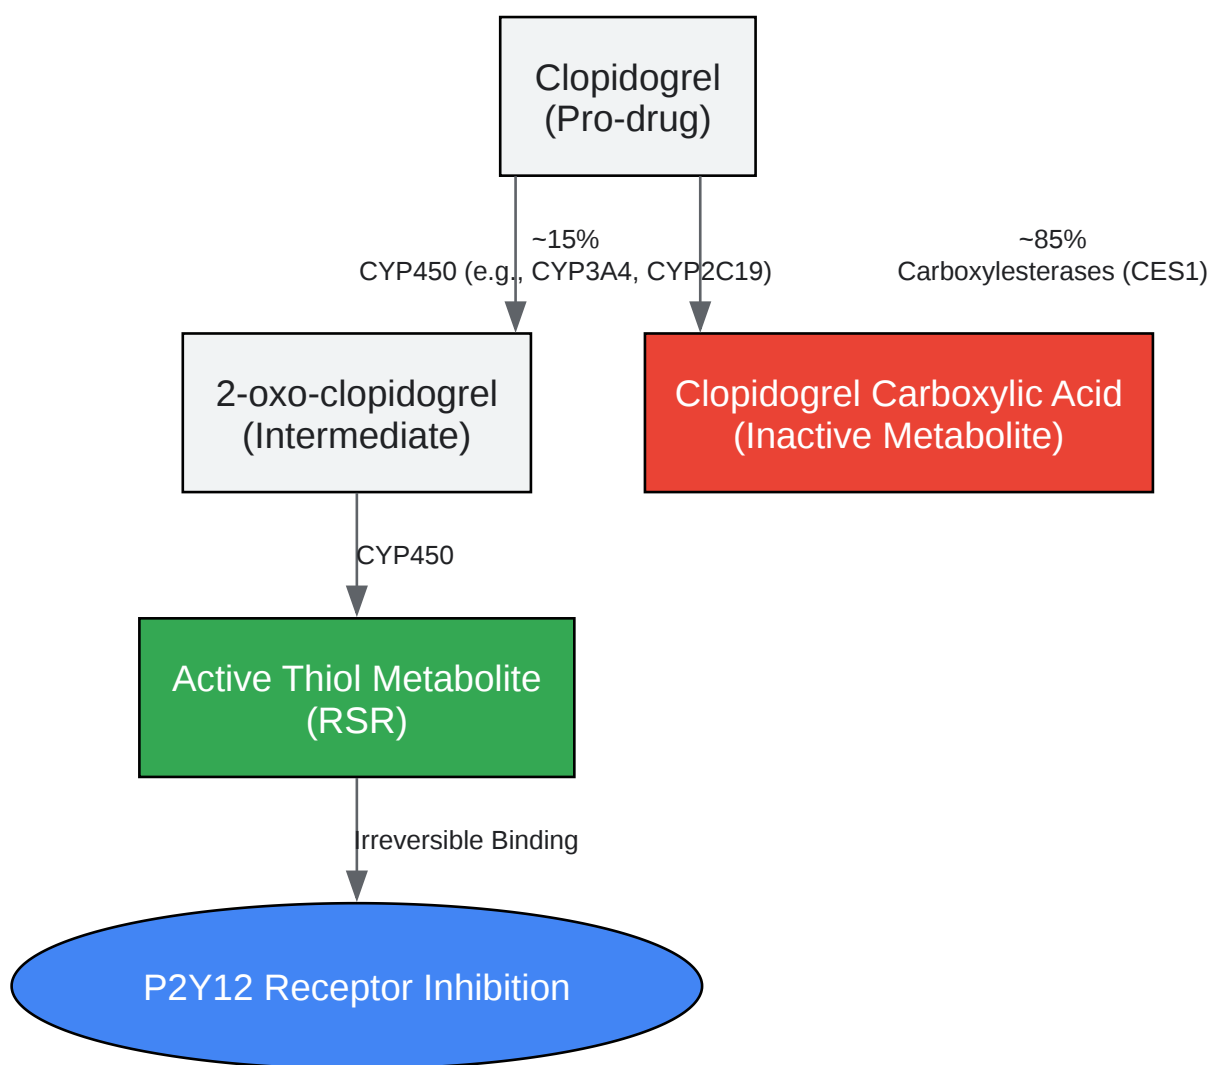 Clopidogrel
(Pro-drug)
~15%
CYP450 (e.g., CYP3A4, CYP2C19)
~85%
Carboxylesterases (CES1)
2-oxo-clopidogrel
(Intermediate)
Clopidogrel Carboxylic Acid
(Inactive Metabolite)
CYP450
Active Thiol Metabolite
(RSR)
Irreversible Binding
P2Y12 Receptor Inhibition